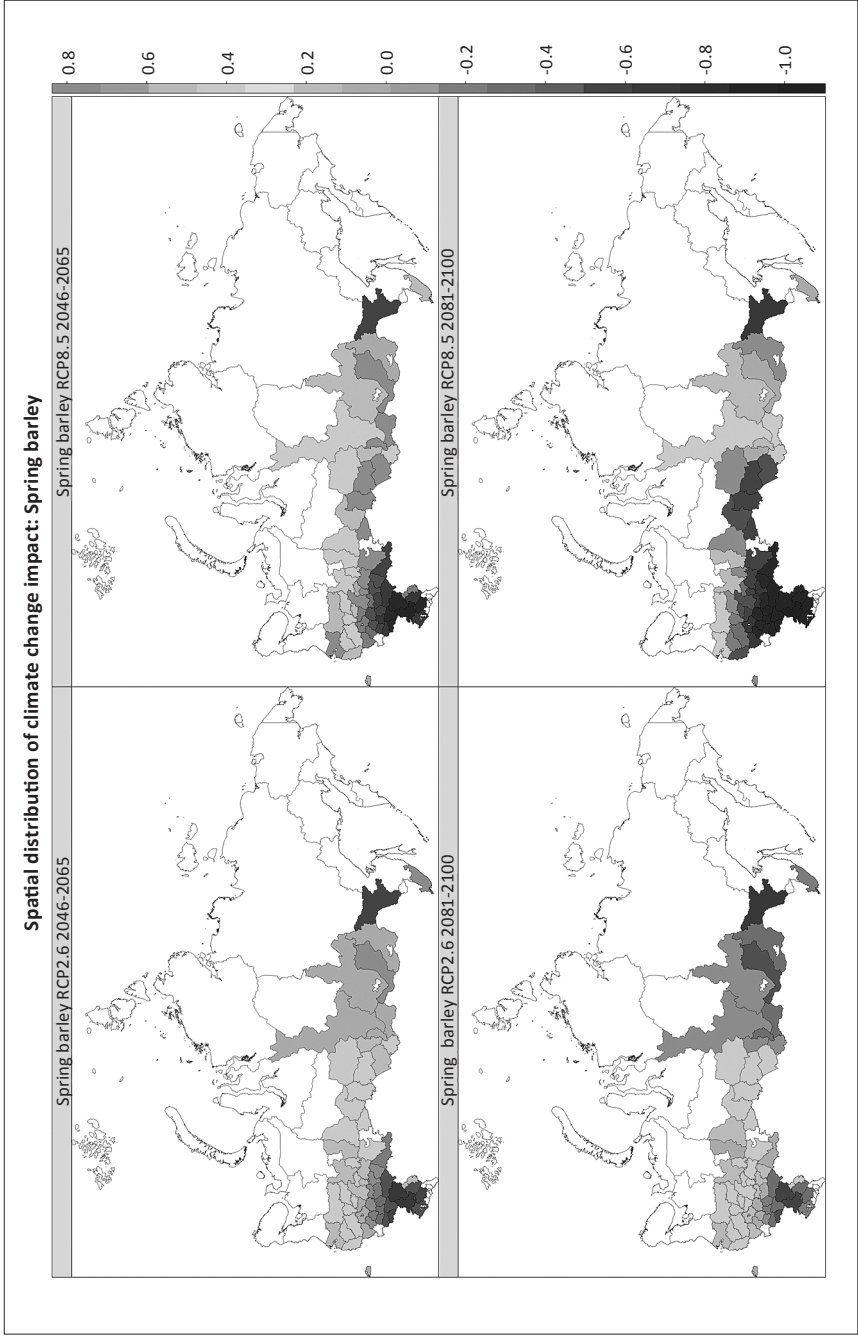 Spatial distribution of climate change impact: Spring barley
Spring barley RCP2.6 2046-2065
Spring barley RCP8.5 2046-2065
Spring barley RCP2.6 2081-2100
Spring barley RCP8.5 2081-2100
0.8
0.6
0.4
0.2
0.0
-0.2
-0.4
-0.6
-0.8
-1.0